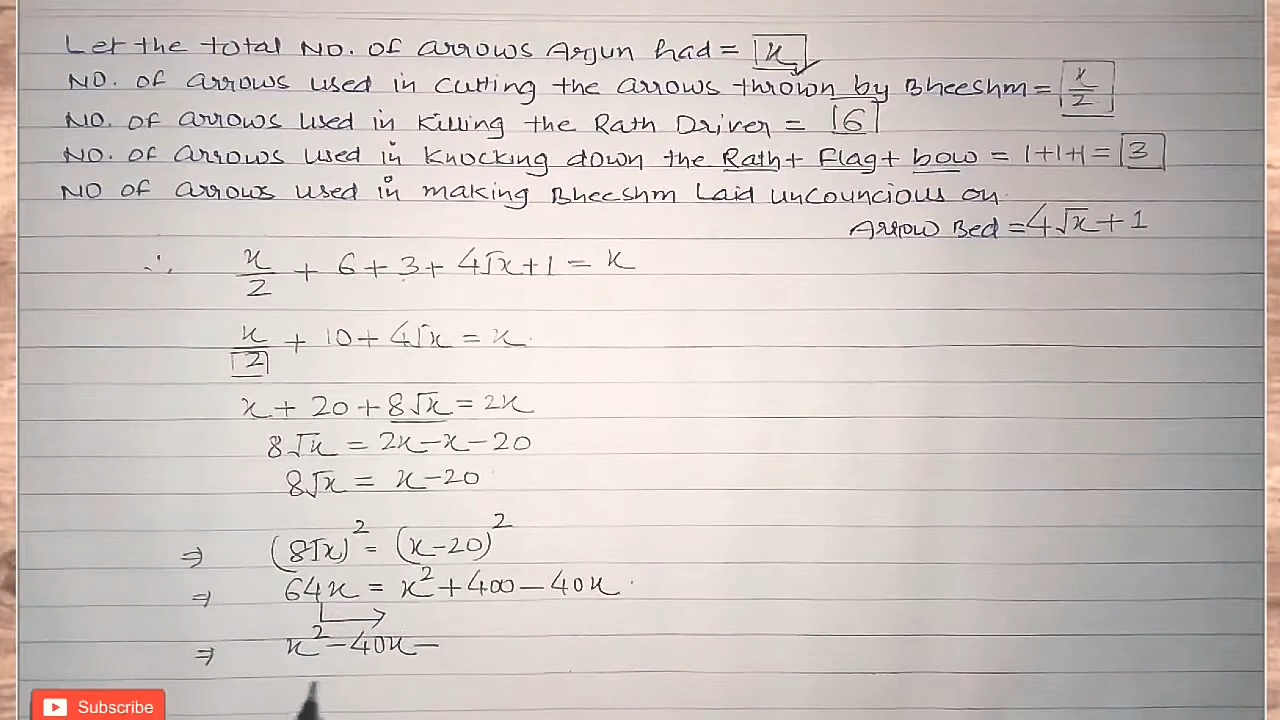 Let the total NO. of arrows Arjun had = x
NO. of arrows used in cutting the arrows thrown by Bheeshm = x/2
NO. of arrows used in killing the Rath Driver = 6
NO. of arrows used in knocking down the Rath + Flag + bow = 1+1+1 = 3
NO of arrows used in making Bheeshm Laid uncouncious on
Arrow Bed = 4√x + 1
∴ x/2 + 6 + 3 + 4√x + 1 = x
x/2 + 10 + 4√x = x
x + 20 + 8√x = 2x
8√x = 2x - x - 20
8√x = x - 20
⇒ (8√x)² = (x-20)²
⇒ 64x = x² + 400 - 40x
⇒ x² - 40x -
Subscribe